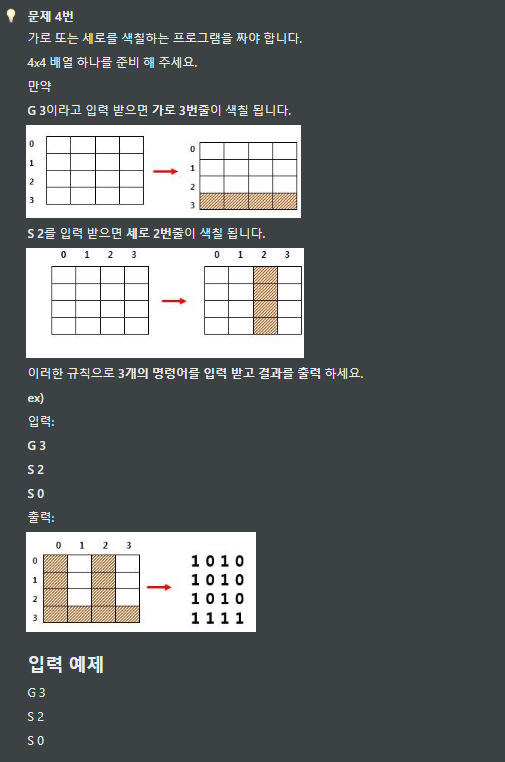 문제 4번
가로 또는 세로를 색칠하는 프로그램을 짜야 합니다.
4x4 배열 하나를 준비 해 주세요.
만약
G 3이라고 입력 받으면 가로 3번줄이 색칠 됩니다.
0
1
2
3
0
1
2
3
S 2를 입력 받으면 세로 2번줄이 색칠 됩니다.
0 1 2 3
0 1 2 3
이러한 규칙으로 3개의 명령어를 입력 받고 결과를 출력 하세요.
ex)
입력:
G 3
S 2
S 0
출력:
0 1 2 3
0
1
2
3
1 0 1 0
1 0 1 0
1 0 1 0
1 1 1 1
입력 예제
G 3
S 2
S 0